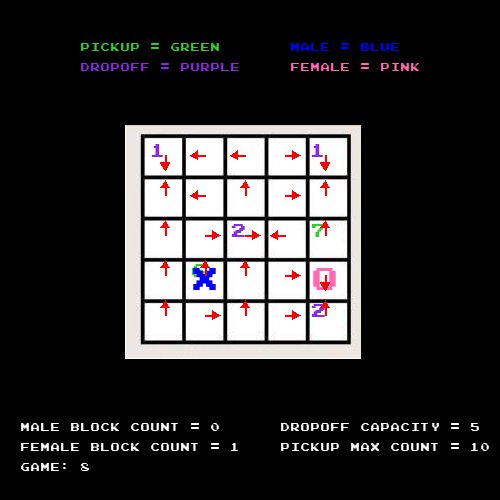 PICKUP = GREEN MALE = BLUE
DROPOFF = PURPLE FEMALE = PINK
1 1
2 7
2
MALE BLOCK COUNT = 0 DROPOFF CAPACITY = 5
FEMALE BLOCK COUNT = 1 PICKUP MAX COUNT = 10
GAME: 8